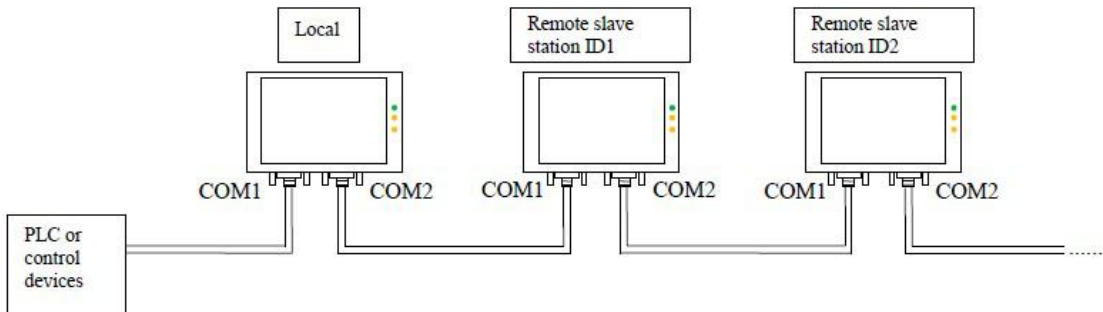 Local
Remote slave
station ID1
Remote slave
station ID2
COM1
COM2
COM1
COM2
COM1
COM2
PLC or
control
devices